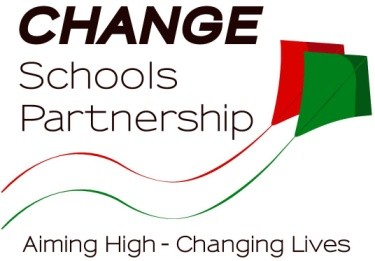 CHANGE
Schools
Partnership
Aiming High - Changing Lives